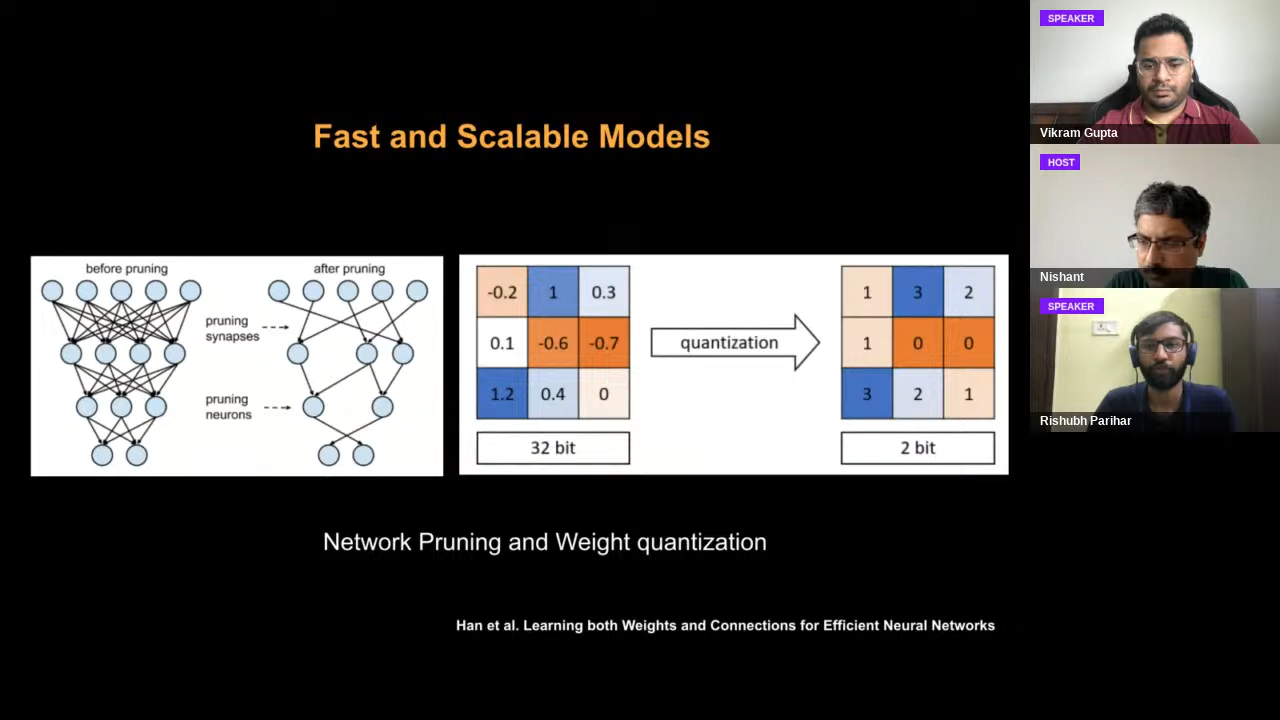 Fast and Scalable Models
before pruning
after pruning
pruning
synapses
pruning
neurons
-0.2 1 0.3
0.1 -0.6 -0.7
1.2 0.4 0
32 bit
quantization
1 3 2
1 0 0
3 2 1
2 bit
Network Pruning and Weight quantization
Han et al. Learning both Weights and Connections for Efficient Neural Networks
SPEAKER
Vikram Gupta
HOST
Nishant
SPEAKER
Rishubh Parihar